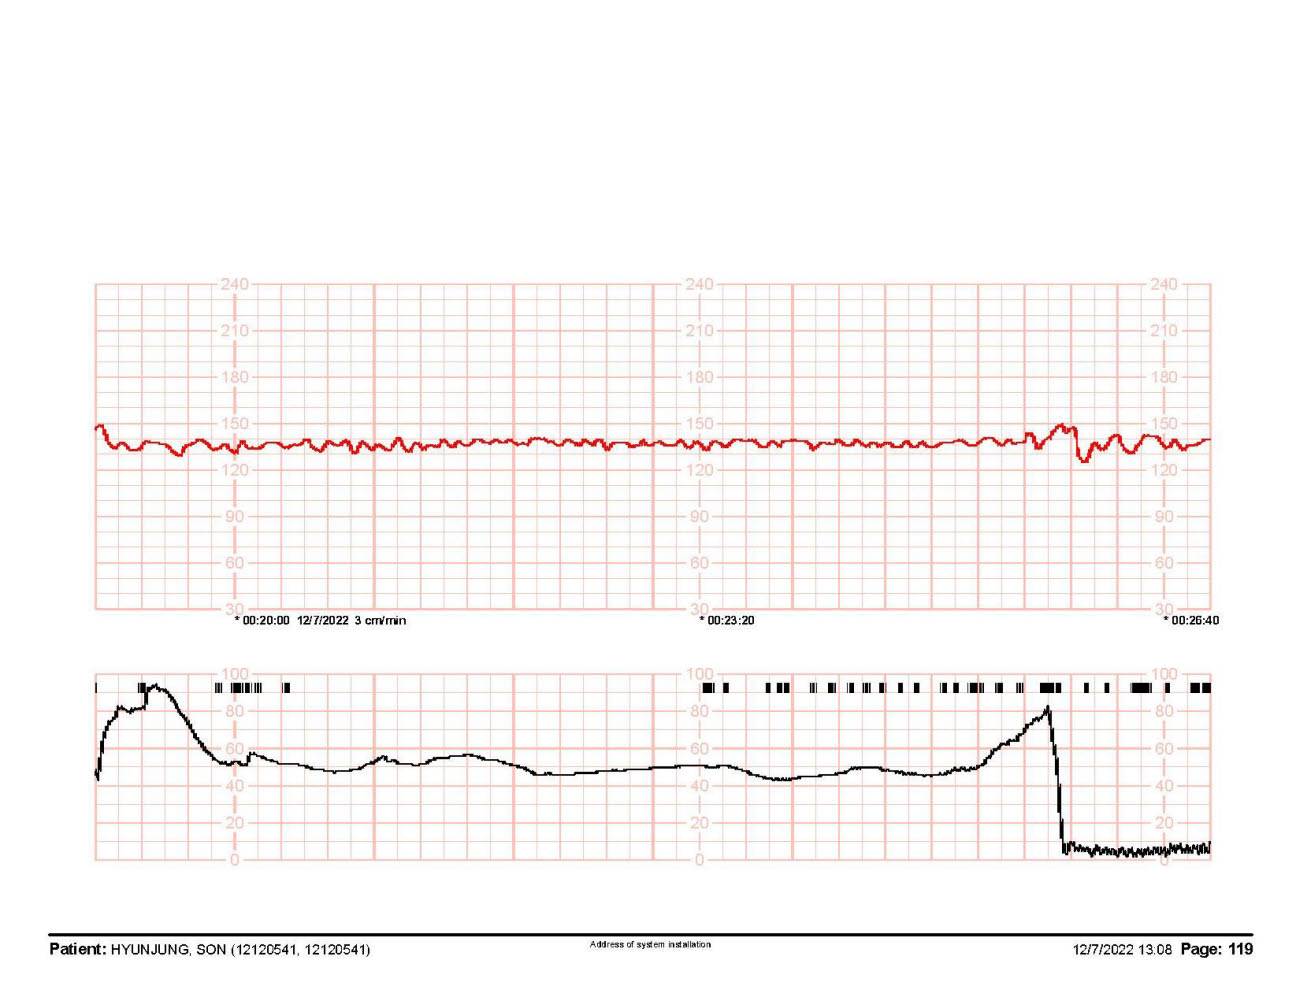 240 240 240
210 210 210
180 180 180
150 150 150
120 120 120
90 90 90
60 60 60
30 30 30
* 00:20:00 12/7/2022 3 cm/min * 00:23:20 * 00:26:40
100 100 100
80 80 80
60 60 60
40 40 40
20 20 20
0 0 0
Patient: HYUNJUNG, SON (12120541, 12120541) Address of system installation 12/7/2022 13:08 Page: 119